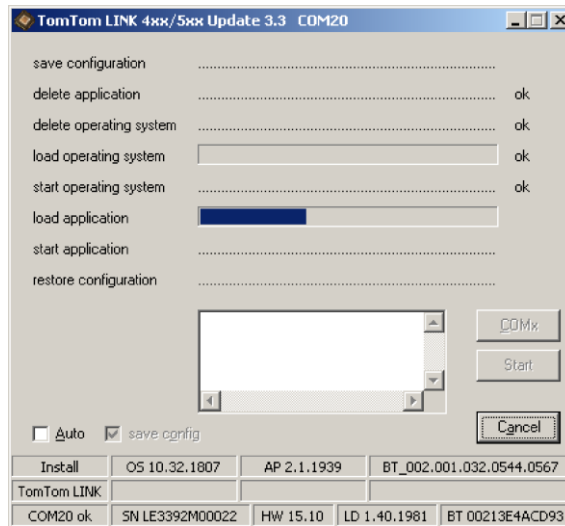 TomTom LINK 4xx/5xx Update 3.3 COM20
save configuration
delete application ok
delete operating system ok
load operating system ok
start operating system ok
load application
start application
restore configuration
COMx
Start
Auto save config Cancel
Install OS 10.32.1807 AP 2.1.1939 BT_002.001.032.0544.0567
TomTom LINK
COM20 ok SN LE3392M00022 HW 15.10 LD 1.40.1981 BT 00213E4ACD93